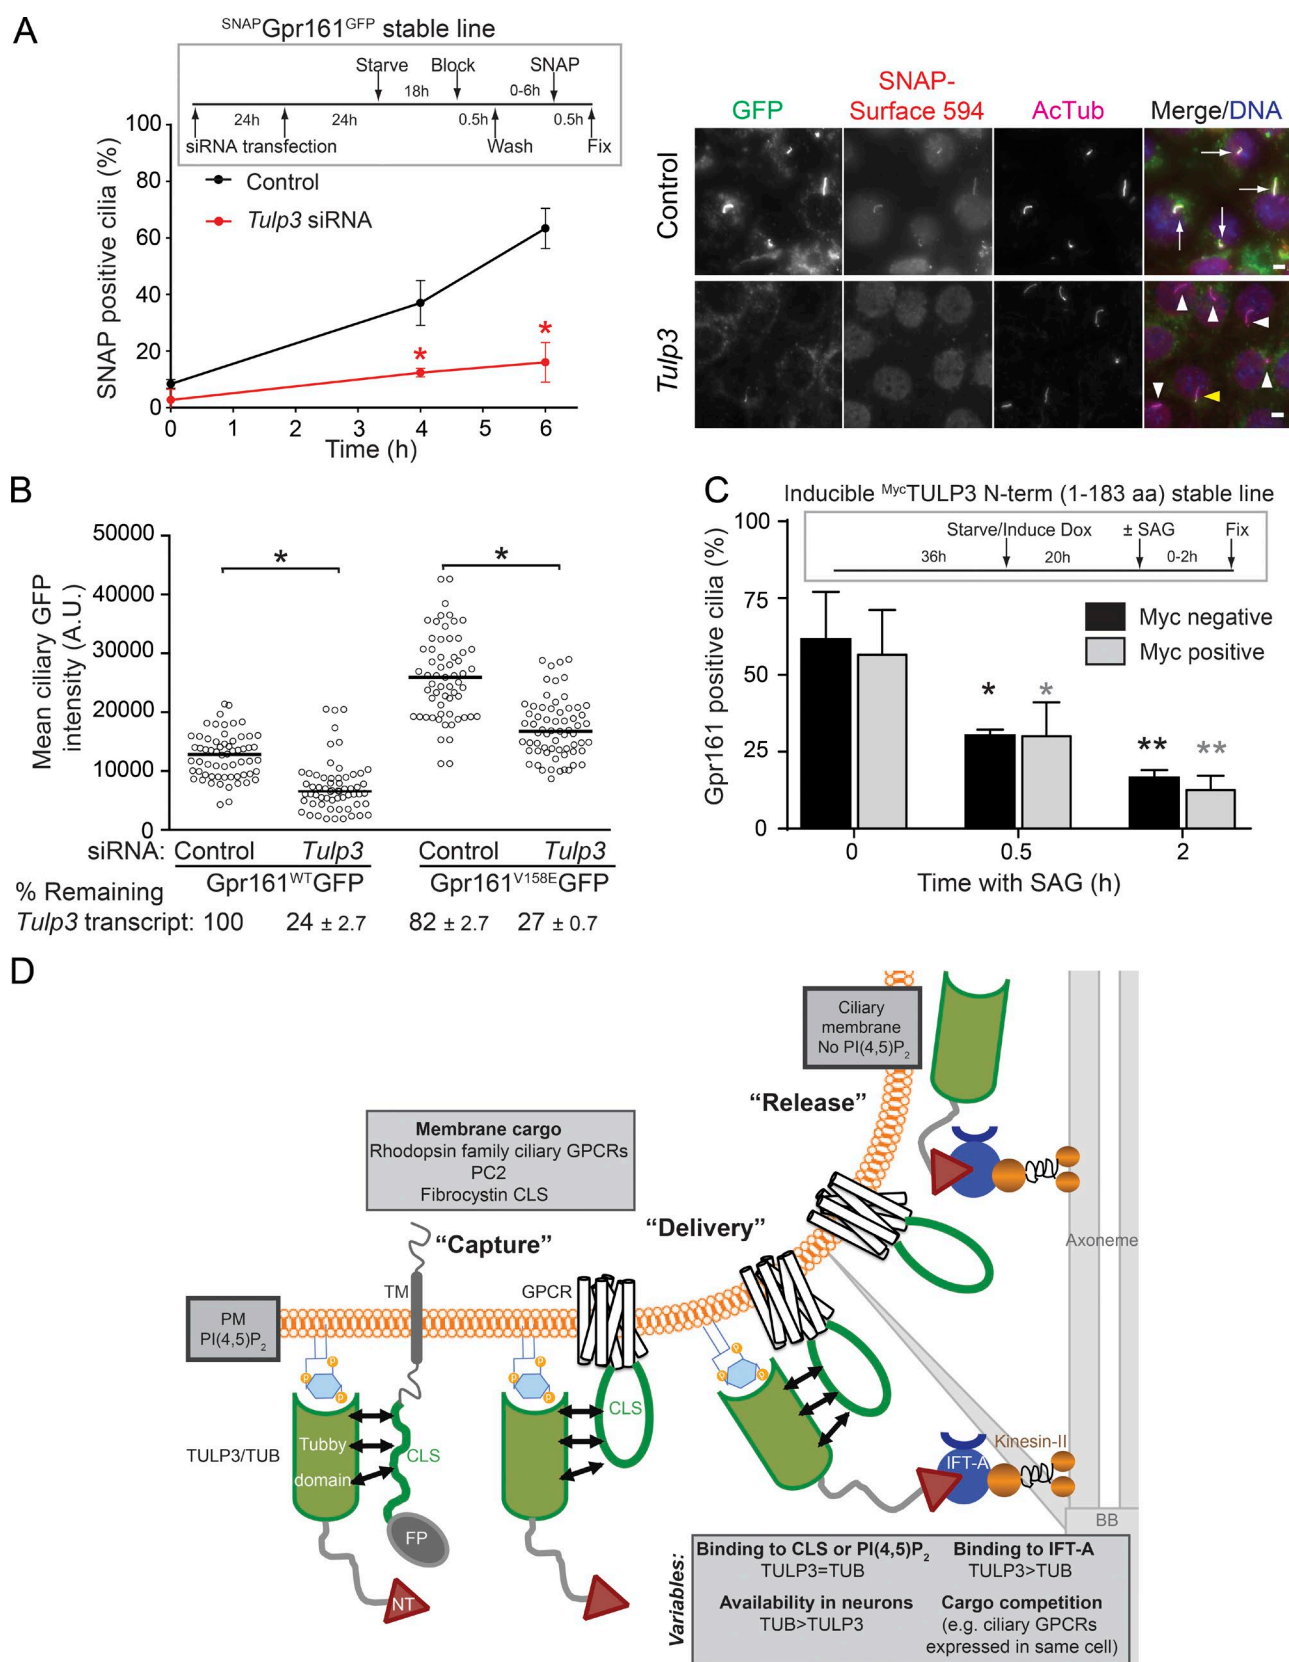 A
SNAPGpr161GFP stable line
Starve Block SNAP
18h 0-6h
24h 24h 0.5h 0.5h
siRNA transfection Wash Fix
SNAP positive cilia (%)
100
80
60
40
20
0
Control
Tulp3 siRNA
*
*
0 1 2 3 4 5 6
Time (h)
GFP
SNAP-
Surface 594
AcTub
Merge/DNA
Control
Tulp3
B
Mean ciliary GFP
intensity (A.U.)
50000
40000
30000
20000
10000
0
*
*
siRNA: Control Tulp3 Control Tulp3
Gpr161WTGFP Gpr161V158EGFP
% Remaining
Tulp3 transcript: 100 24 ± 2.7 82 ± 2.7 27 ± 0.7
C
Inducible MycTULP3 N-term (1-183 aa) stable line
Starve/Induce Dox ± SAG Fix
36h 20h 0-2h
Gpr161 positive cilia (%)
100
75
50
25
0
Myc negative
Myc positive
* *
** **
0 0.5 2
Time with SAG (h)
D
Ciliary
membrane
No PI(4,5)P2
“Release”
Membrane cargo
Rhodopsin family ciliary GPCRs
PC2
Fibrocystin CLS
“Capture”
“Delivery”
Axoneme
PM
PI(4,5)P2
TM
GPCR
P P P
P P P
P P P
TULP3/TUB
Tubby
domain
CLS
CLS
FP
NT
Kinesin-II
IFT-A
BB
Variables:
Binding to CLS or PI(4,5)P2
TULP3=TUB
Binding to IFT-A
TULP3>TUB
Availability in neurons
TUB>TULP3
Cargo competition
(e.g. ciliary GPCRs
expressed in same cell)